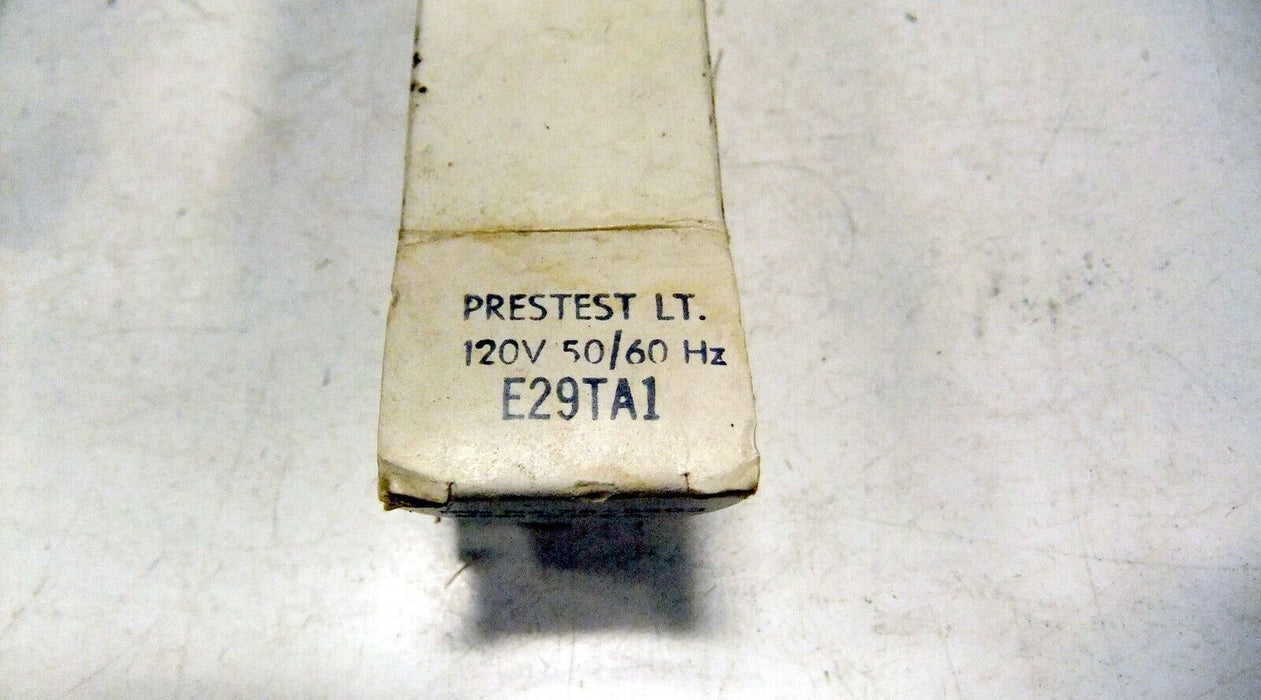 PRESTEST LT.
120V 50/60 Hz
E29TA1